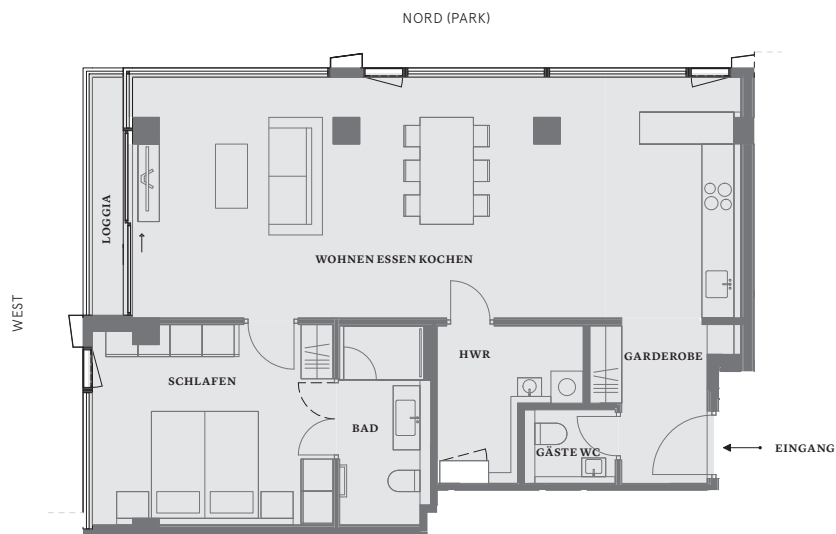 NORD (PARK)
LOGGIA
WOHNEN ESSEN KOCHEN
WEST
HWR
GARDEROBE
SCHLAFEN
BAD
GÄSTE WC
EINGANG